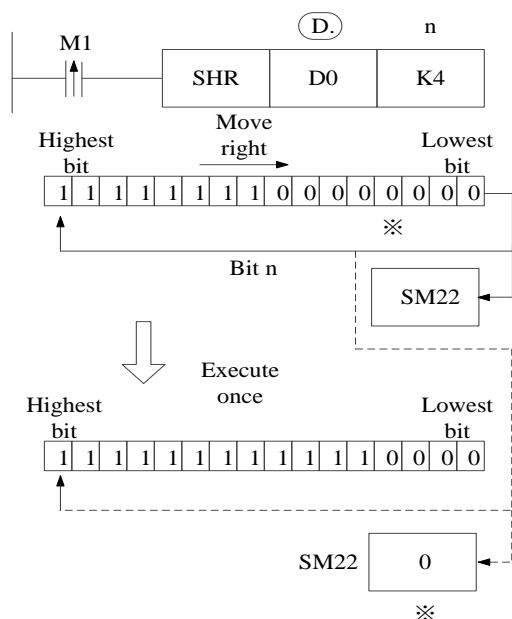 D. n
M1
SHR D0 K4
Move
right
Highest
bit
Lowest
bit
1 1 1 1 1 1 1 1 0 0 0 0 0 0 0 0
※
Bit n
SM22
Execute
once
Highest
bit
Lowest
bit
1 1 1 1 1 1 1 1 1 1 1 1 0 0 0 0
SM22 0
※